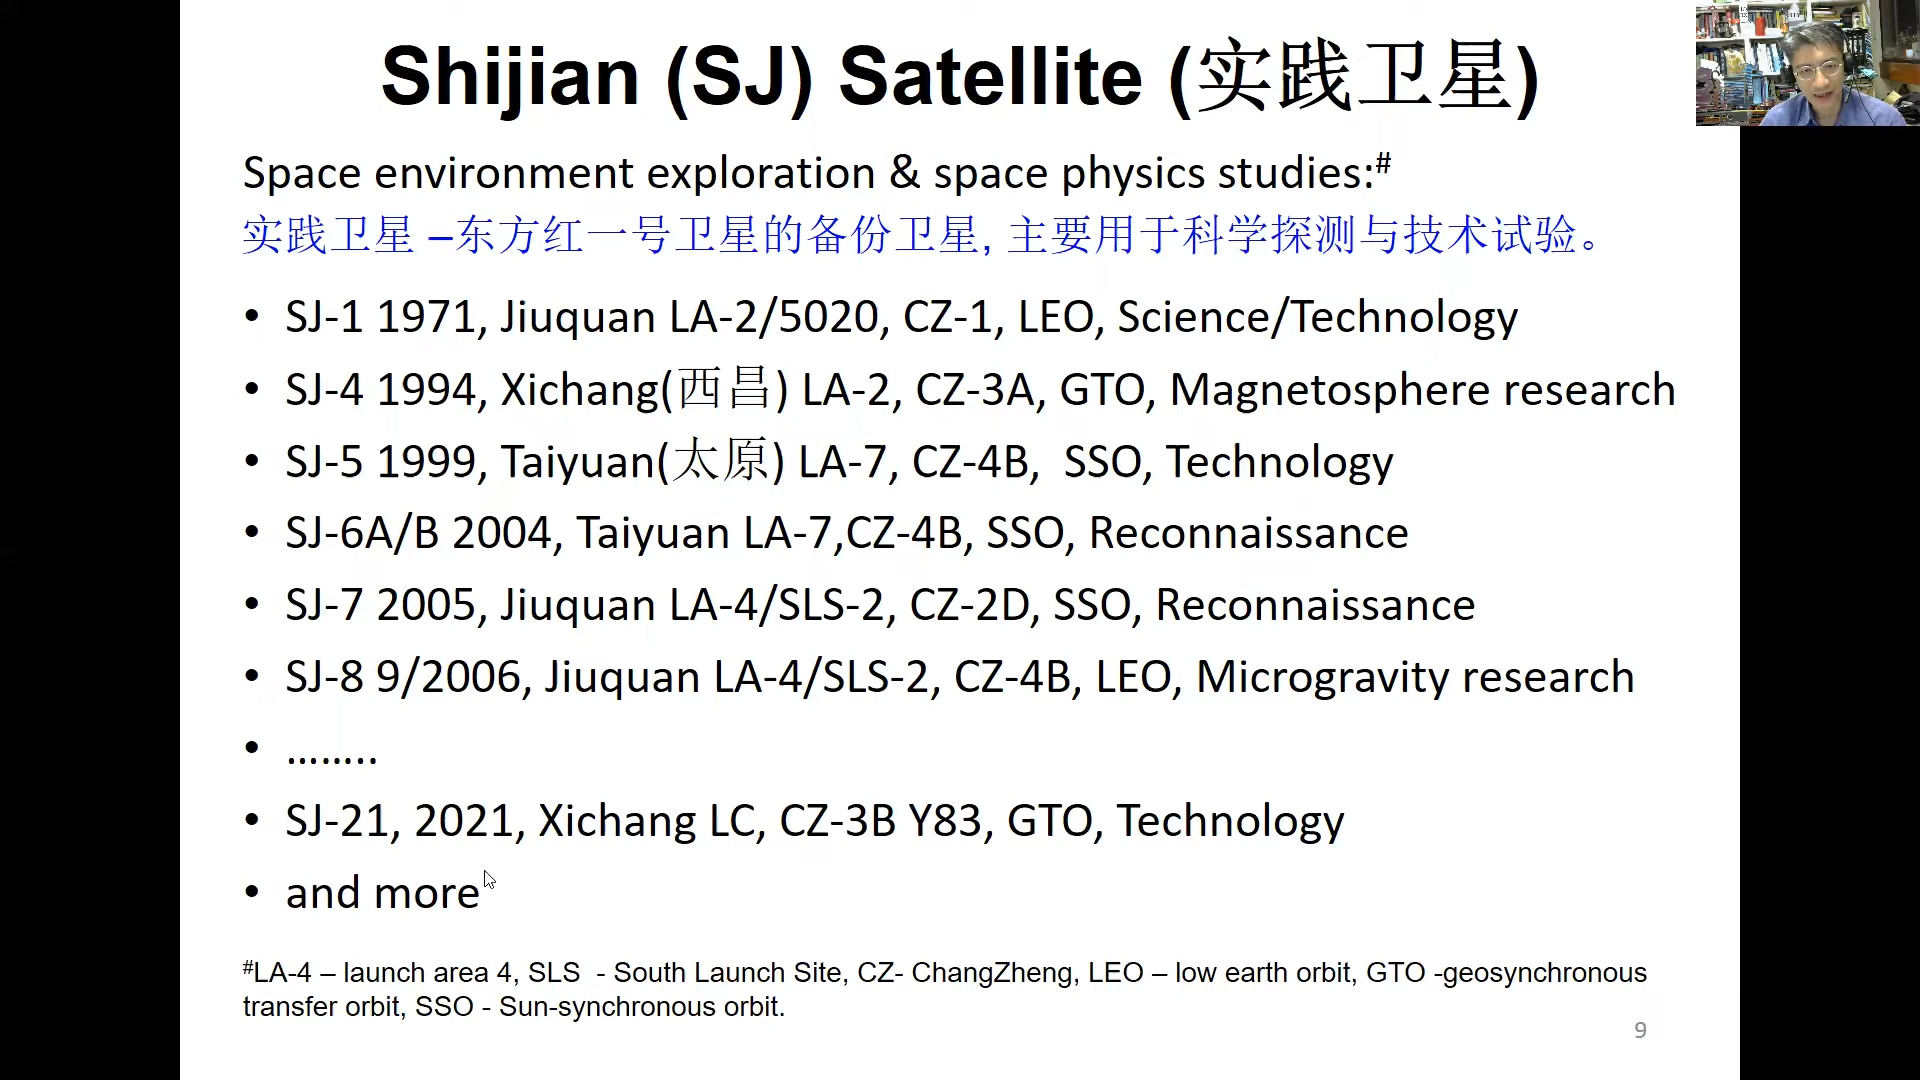 Shijian (SJ) Satellite (实践卫星)
Space environment exploration & space physics studies:#
实践卫星 –东方红一号卫星的备份卫星, 主要用于科学探测与技术试验。
• SJ-1 1971, Jiuquan LA-2/5020, CZ-1, LEO, Science/Technology
• SJ-4 1994, Xichang(西昌) LA-2, CZ-3A, GTO, Magnetosphere research
• SJ-5 1999, Taiyuan(太原) LA-7, CZ-4B,  SSO, Technology
• SJ-6A/B 2004, Taiyuan LA-7,CZ-4B, SSO, Reconnaissance
• SJ-7 2005, Jiuquan LA-4/SLS-2, CZ-2D, SSO, Reconnaissance
• SJ-8 9/2006, Jiuquan LA-4/SLS-2, CZ-4B, LEO, Microgravity research
• ........
• SJ-21, 2021, Xichang LC, CZ-3B Y83, GTO, Technology
• and more
#LA-4 – launch area 4, SLS  - South Launch Site, CZ- ChangZheng, LEO – low earth orbit, GTO -geosynchronous
transfer orbit, SSO - Sun-synchronous orbit.
9